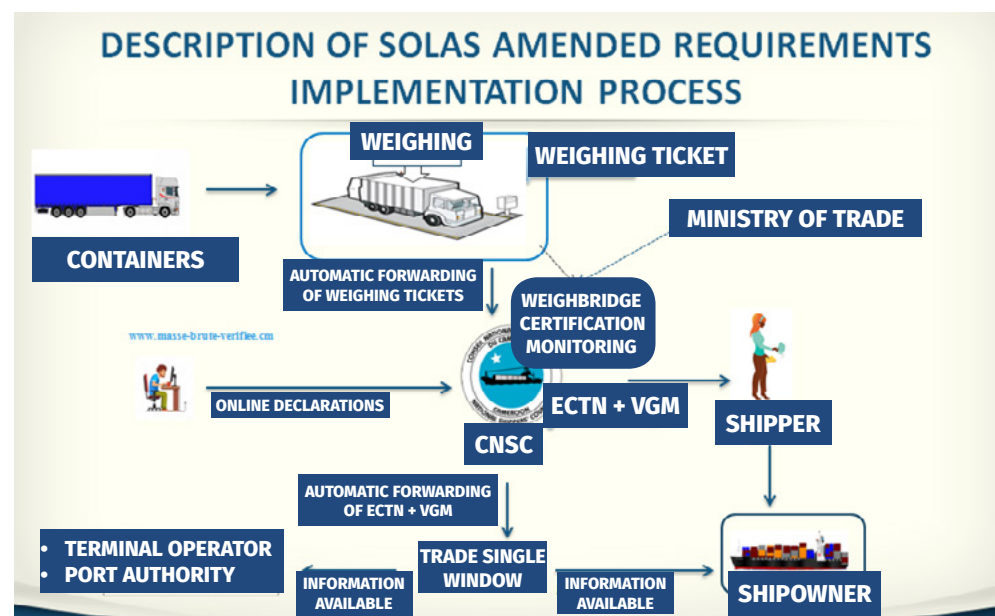 DESCRIPTION OF SOLAS AMENDED REQUIREMENTS
IMPLEMENTATION PROCESS
WEIGHING
WEIGHING TICKET
MINISTRY OF TRADE
CONTAINERS
AUTOMATIC FORWARDING
OF WEIGHING TICKETS
WEIGHBRIDGE
CERTIFICATION
MONITORING
www.masse-brute-verifiee.cm
ONLINE DECLARATIONS
ECTN + VGM
CNSC
SHIPPER
AUTOMATIC FORWARDING
OF ECTN + VGM
• TERMINAL OPERATOR
• PORT AUTHORITY
INFORMATION
AVAILABLE
TRADE SINGLE
WINDOW
INFORMATION
AVAILABLE
SHIPOWNER